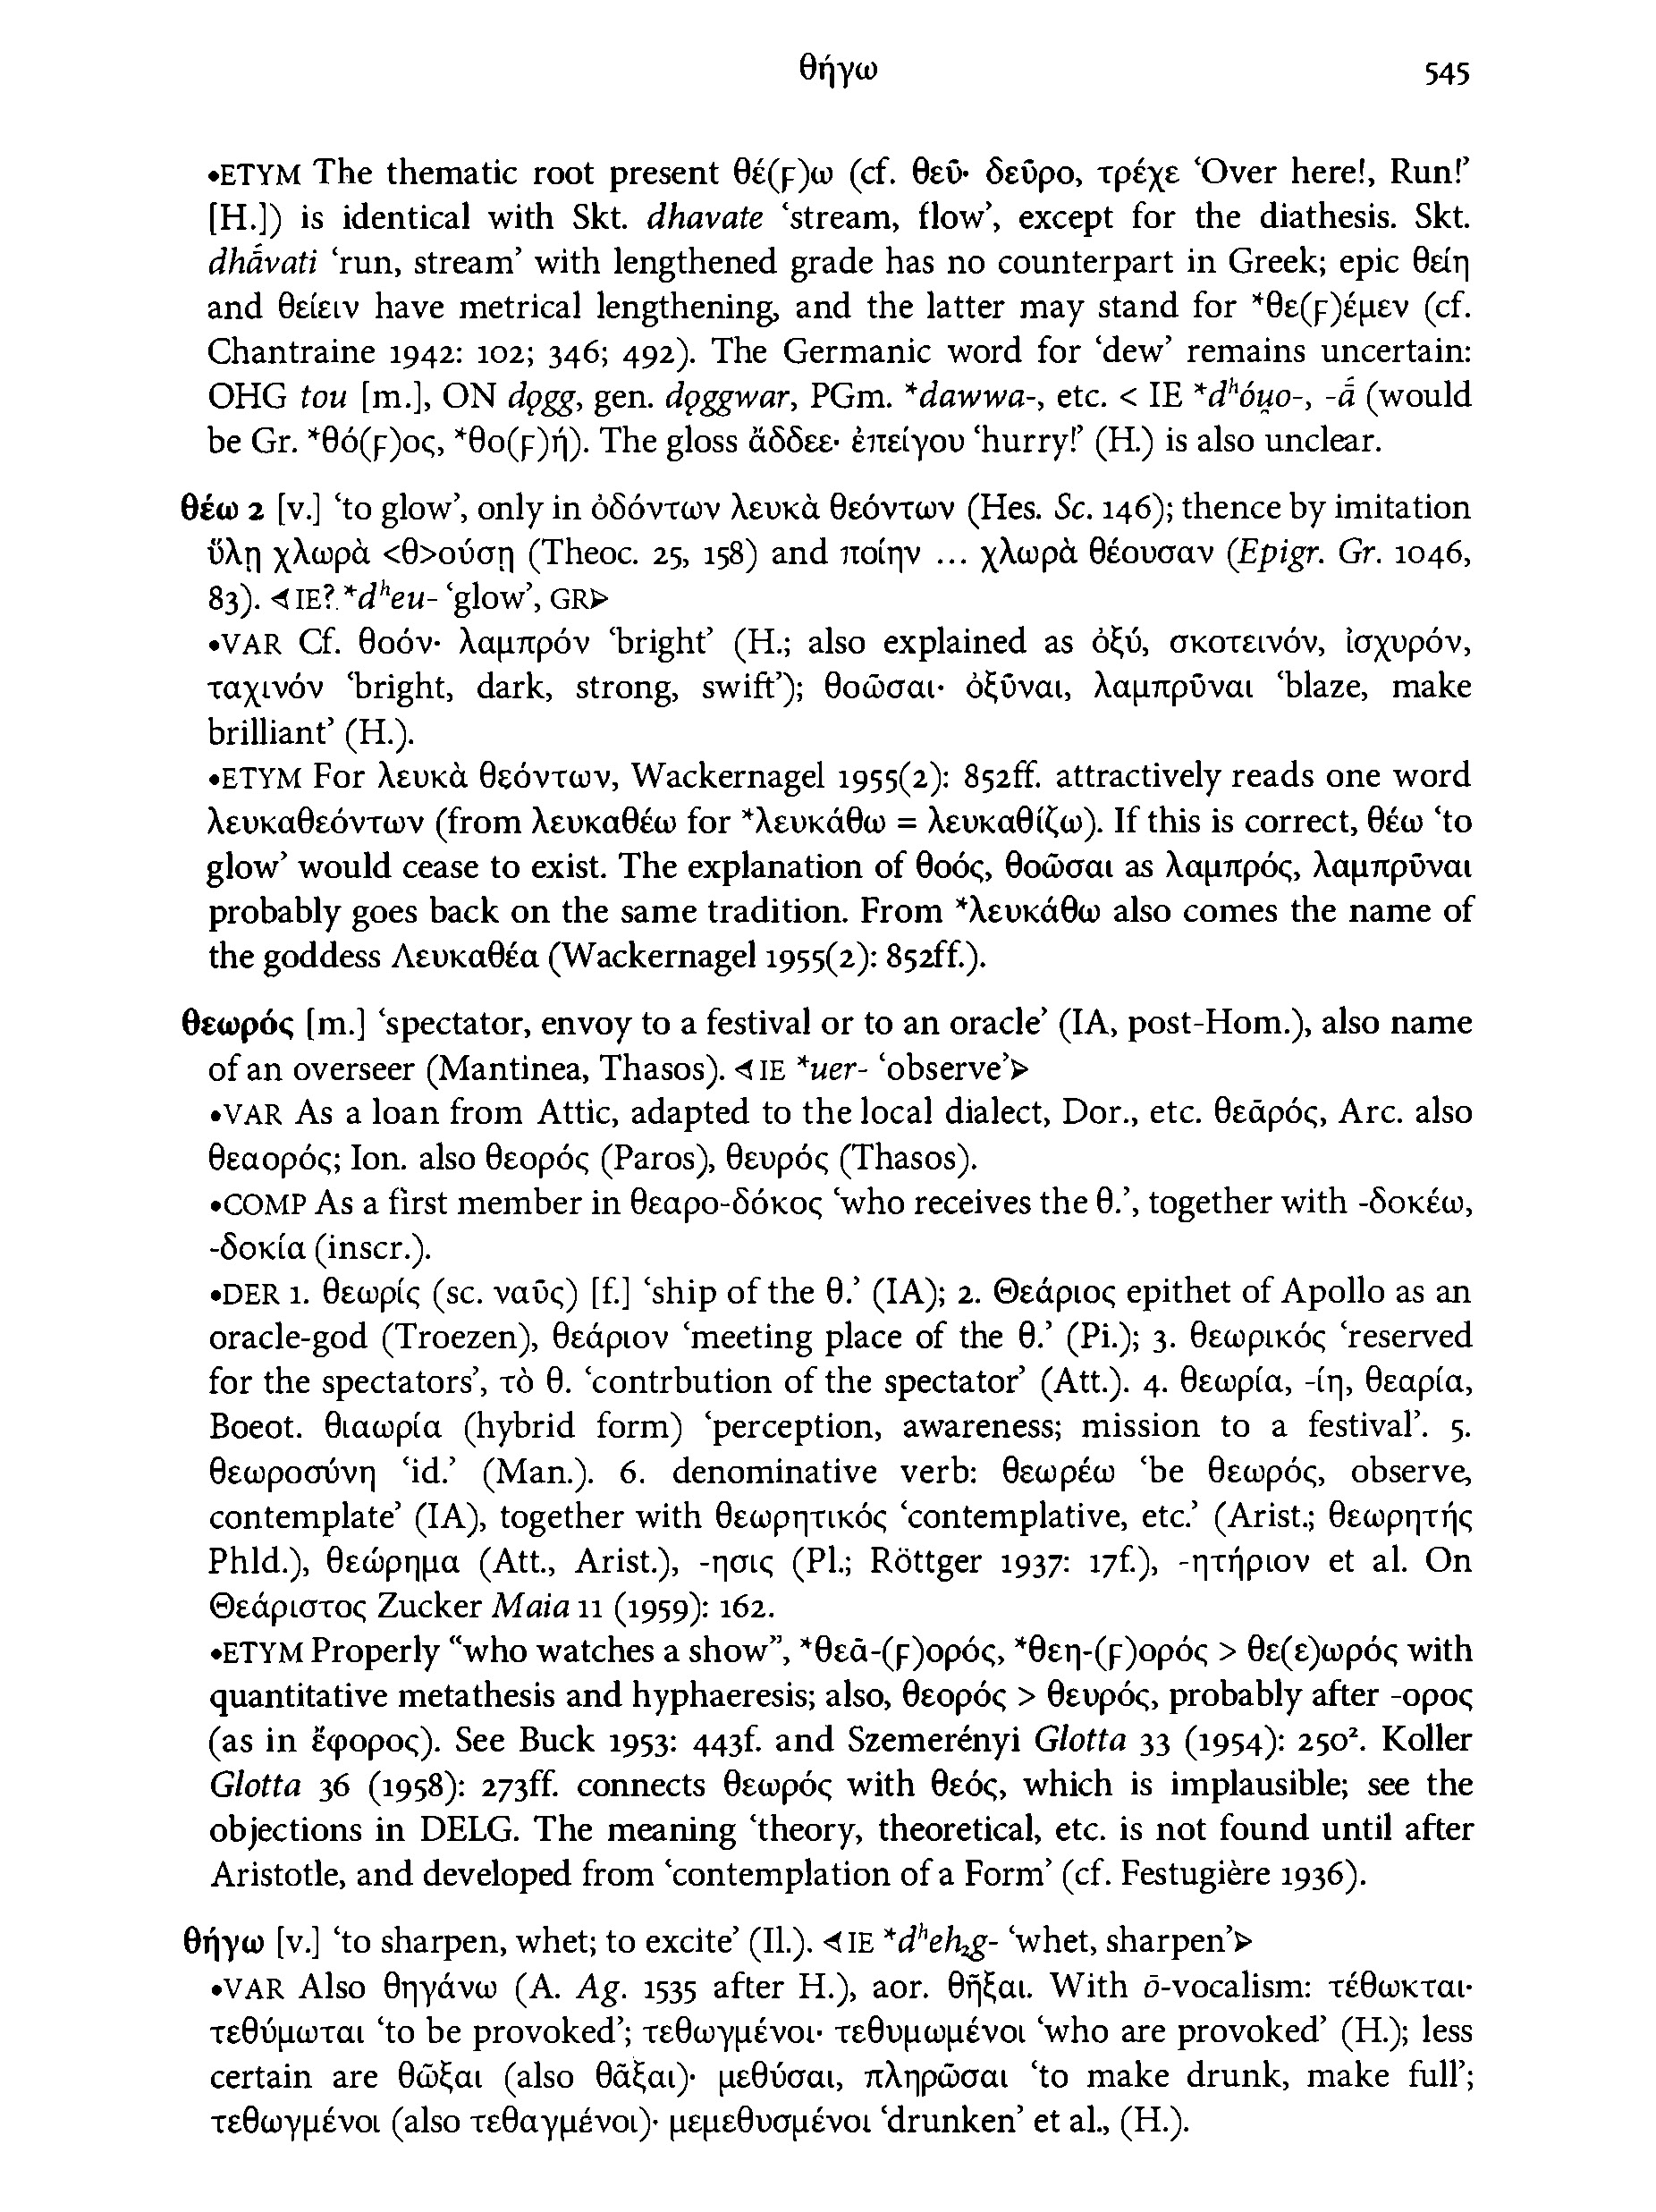 θήγω 545
•ETYM The thematic root present θέ(ϝ)ω (cf. θεῦ· δεῦρο, τρέχε ‘Over here!, Run!’
[H.]) is identical with Skt. dhavate ‘stream, flow’, except for the diathesis. Skt.
dhā́vati ‘run, stream’ with lengthened grade has no counterpart in Greek; epic θείη
and θείειν have metrical lengthening, and the latter may stand for *θε(ϝ)έμεν (cf.
Chantraine 1942: 102; 346; 492). The Germanic word for ‘dew’ remains uncertain:
OHG tou [m.], ON dǫgg, gen. dǫggwar, PGm. *dawwa-, etc. < IE *dʰóu̯o-, -ā́ (would
be Gr. *θό(ϝ)ος, *θο(ϝ)ή). The gloss ἄδδεε· ἐπείγου ‘hurry!’ (H.) is also unclear.
θέω 2 [v.] ‘to glow’, only in ὀδόντων λευκὰ θεόντων (Hes. Sc. 146); thence by imitation
ὕλῃ χλωρὰ <θ>ούσῃ (Theoc. 25, 158) and ποίην ... χλωρὰ θέουσαν (Epigr. Gr. 1046,
83). ◁IE? *dʰeu- ‘glow’, GR▷
•VAR Cf. θοόν· λαμπρόν ‘bright’ (H.; also explained as ὀξύ, σκοτεινόν, ἰσχυρόν,
ταχινόν ‘bright, dark, strong, swift’); θοῶσαι· ὀξῦναι, λαμπρῦναι ‘blaze, make
brilliant’ (H.).
•ETYM For λευκὰ θεόντων, Wackernagel 1955(2): 852ff. attractively reads one word
λευκαθεόντων (from λευκαθέω for *λευκάθω = λευκαθίζω). If this is correct, θέω ‘to
glow’ would cease to exist. The explanation of θοός, θοῶσαι as λαμπρός, λαμπρῦναι
probably goes back on the same tradition. From *λευκάθω also comes the name of
the goddess Λευκαθέα (Wackernagel 1955(2): 852ff.).
θεωρός [m.] ‘spectator, envoy to a festival or to an oracle’ (IA, post-Hom.), also name
of an overseer (Mantinea, Thasos). ◁IE *uer- ‘observe’▷
•VAR As a loan from Attic, adapted to the local dialect, Dor., etc. θεᾱρός, Arc. also
θεαορός; Ion. also θεορός (Paros), θευρός (Thasos).
•COMP As a first member in θεαρο-δόκος ‘who receives the θ.’, together with -δοκέω,
-δοκία (inscr.).
•DER 1. θεωρίς (sc. ναῦς) [f.] ‘ship of the θ.’ (IA); 2. Θεάριος epithet of Apollo as an
oracle-god (Troezen), θεάριον ‘meeting place of the θ.’ (Pi.); 3. θεωρικός ‘reserved
for the spectators’, τὸ θ. ‘contrbution of the spectator’ (Att.). 4. θεωρία, -ίη, θεαρία,
Boeot. θιαωρία (hybrid form) ‘perception, awareness; mission to a festival’. 5.
θεωροσύνη ‘id.’ (Man.). 6. denominative verb: θεωρέω ‘be θεωρός, observe,
contemplate’ (IA), together with θεωρητικός ‘contemplative, etc.’ (Arist.; θεωρητής
Phld.), θεώρημα (Att., Arist.), -ησις (Pl.; Röttger 1937: 17f.), -ητήριον et al. On
Θεάριστος Zucker Maia 11 (1959): 162.
•ETYM Properly “who watches a show”, *θεᾱ-(ϝ)ορός, *θεη-(ϝ)ορός > θε(ε)ωρός with
quantitative metathesis and hyphaeresis; also, θεορός > θευρός, probably after -ορος
(as in ἔφορος). See Buck 1953: 443f. and Szemerényi Glotta 33 (1954): 250². Koller
Glotta 36 (1958): 273ff. connects θεωρός with θεός, which is implausible; see the
objections in DELG. The meaning ‘theory, theoretical, etc. is not found until after
Aristotle, and developed from ‘contemplation of a Form’ (cf. Festugière 1936).
θήγω [v.] ‘to sharpen, whet; to excite’ (Il.). ◁IE *dʰeh₂g- ‘whet, sharpen’▷
•VAR Also θηγάνω (A. Ag. 1535 after H.), aor. θῆξαι. With ō-vocalism: τέθωκται·
τεθύμωται ‘to be provoked’; τεθωγμένοι· τεθυμωμένοι ‘who are provoked’ (H.); less
certain are θῶξαι (also θᾶξαι)· μεθύσαι, πληρῶσαι ‘to make drunk, make full’;
τεθωγμένοι (also τεθαγμένοι)· μεμεθυσμένοι ‘drunken’ et al., (H.).